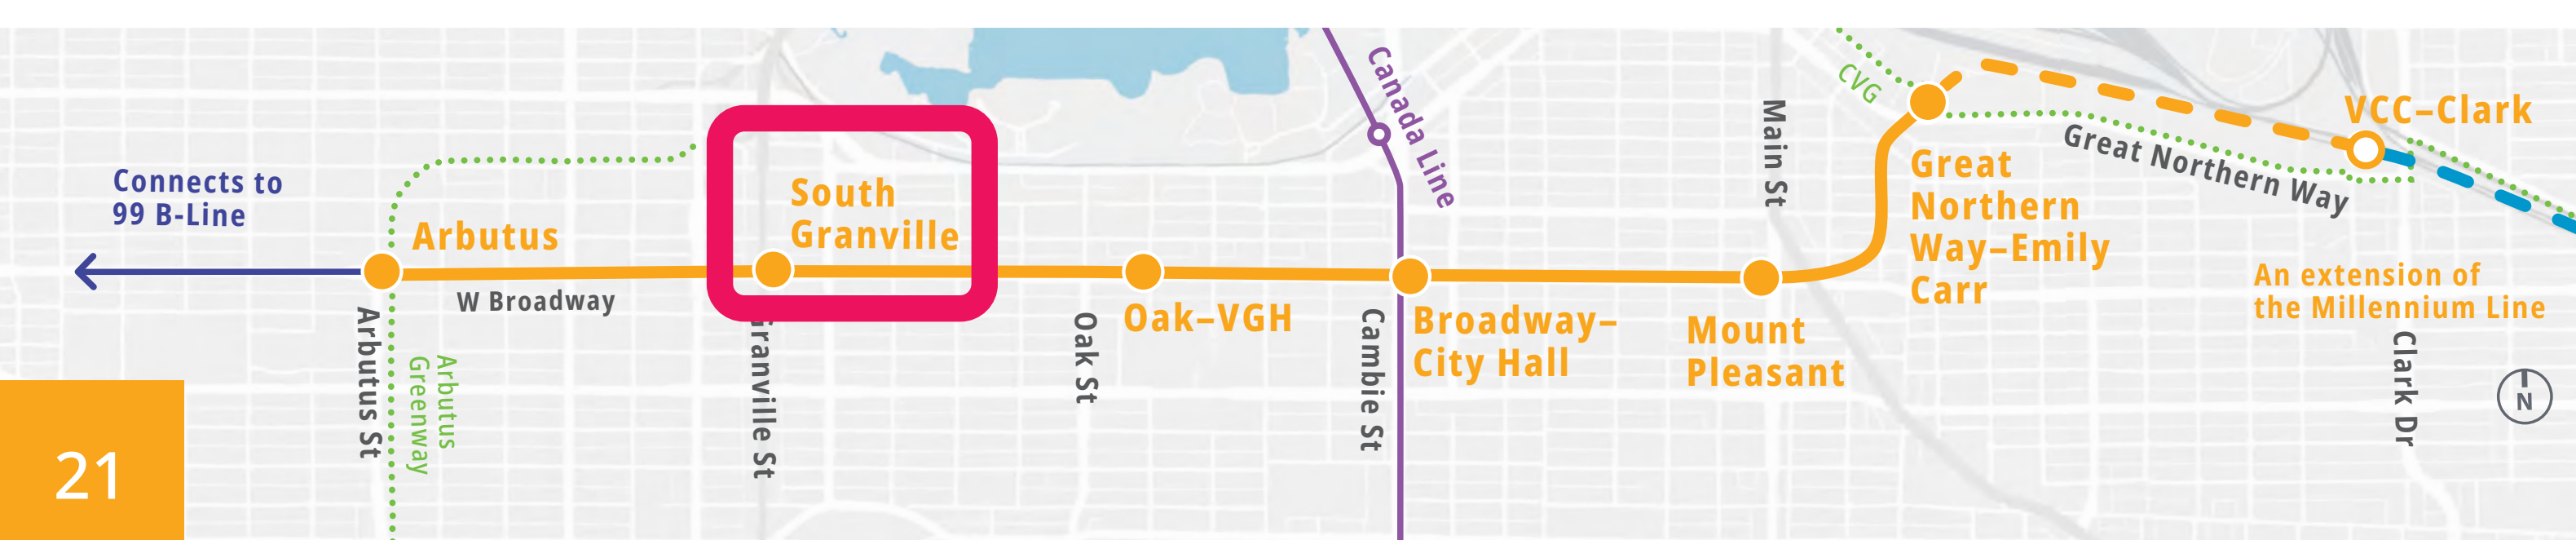 Connects to
99 B-Line
Arbutus
W Broadway
Arbutus St
Arbutus
Greenway
South
Granville
Granville St
Oak St
Oak–VGH
Canada Line
Cambie St
Broadway–
City Hall
Main St
Mount
Pleasant
CVG
Great
Northern
Way–Emily
Carr
Great Northern Way
VCC–Clark
An extension of
the Millennium Line
Clark Dr
N
21